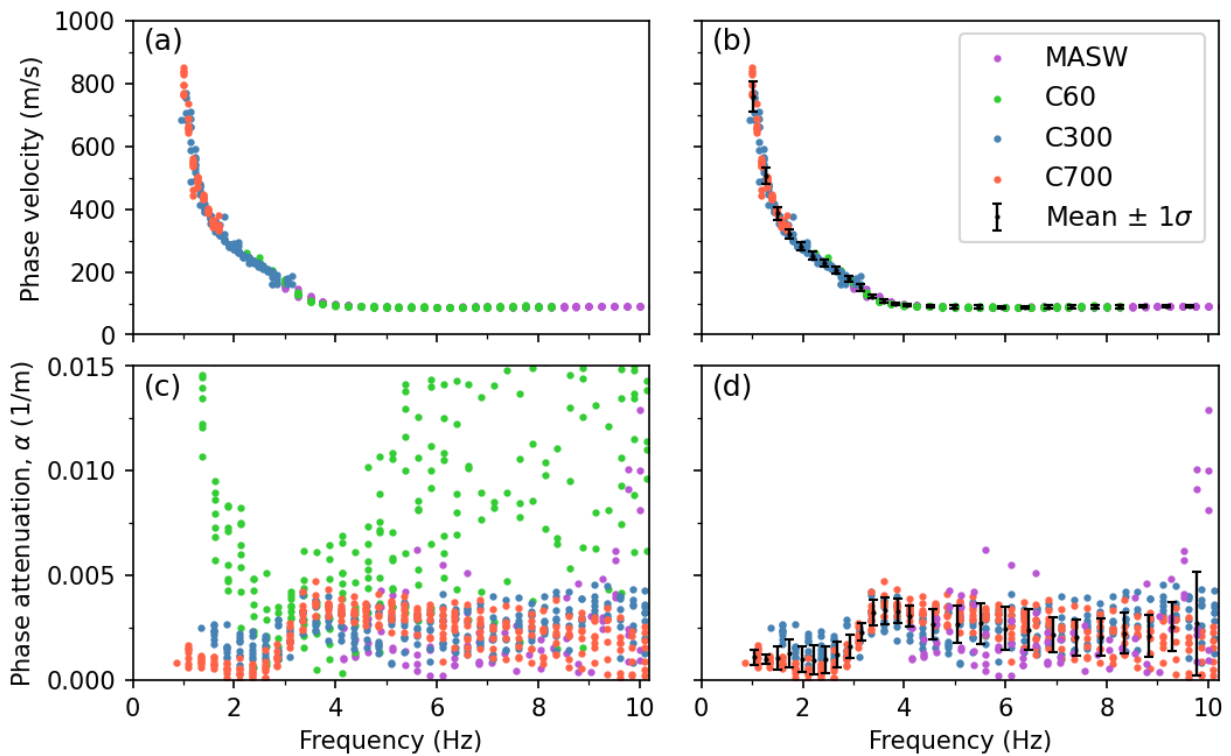 1000
800
600
400
200
0
Phase velocity (m/s)
(a)
(b)
MASW
C60
C300
C700
Mean ± 1σ
0.015
0.010
0.005
0.000
Phase attenuation, α (1/m)
(c)
(d)
0 2 4 6 8 10
0 2 4 6 8 10
Frequency (Hz)
Frequency (Hz)